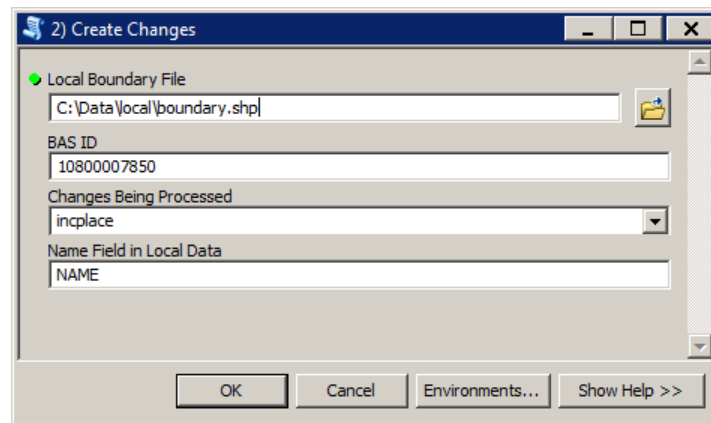 2) Create Changes
Local Boundary File
C:\Data\local\boundary.shp
BAS ID
10800007850
Changes Being Processed
incplace
Name Field in Local Data
NAME
OK Cancel Environments... Show Help >>